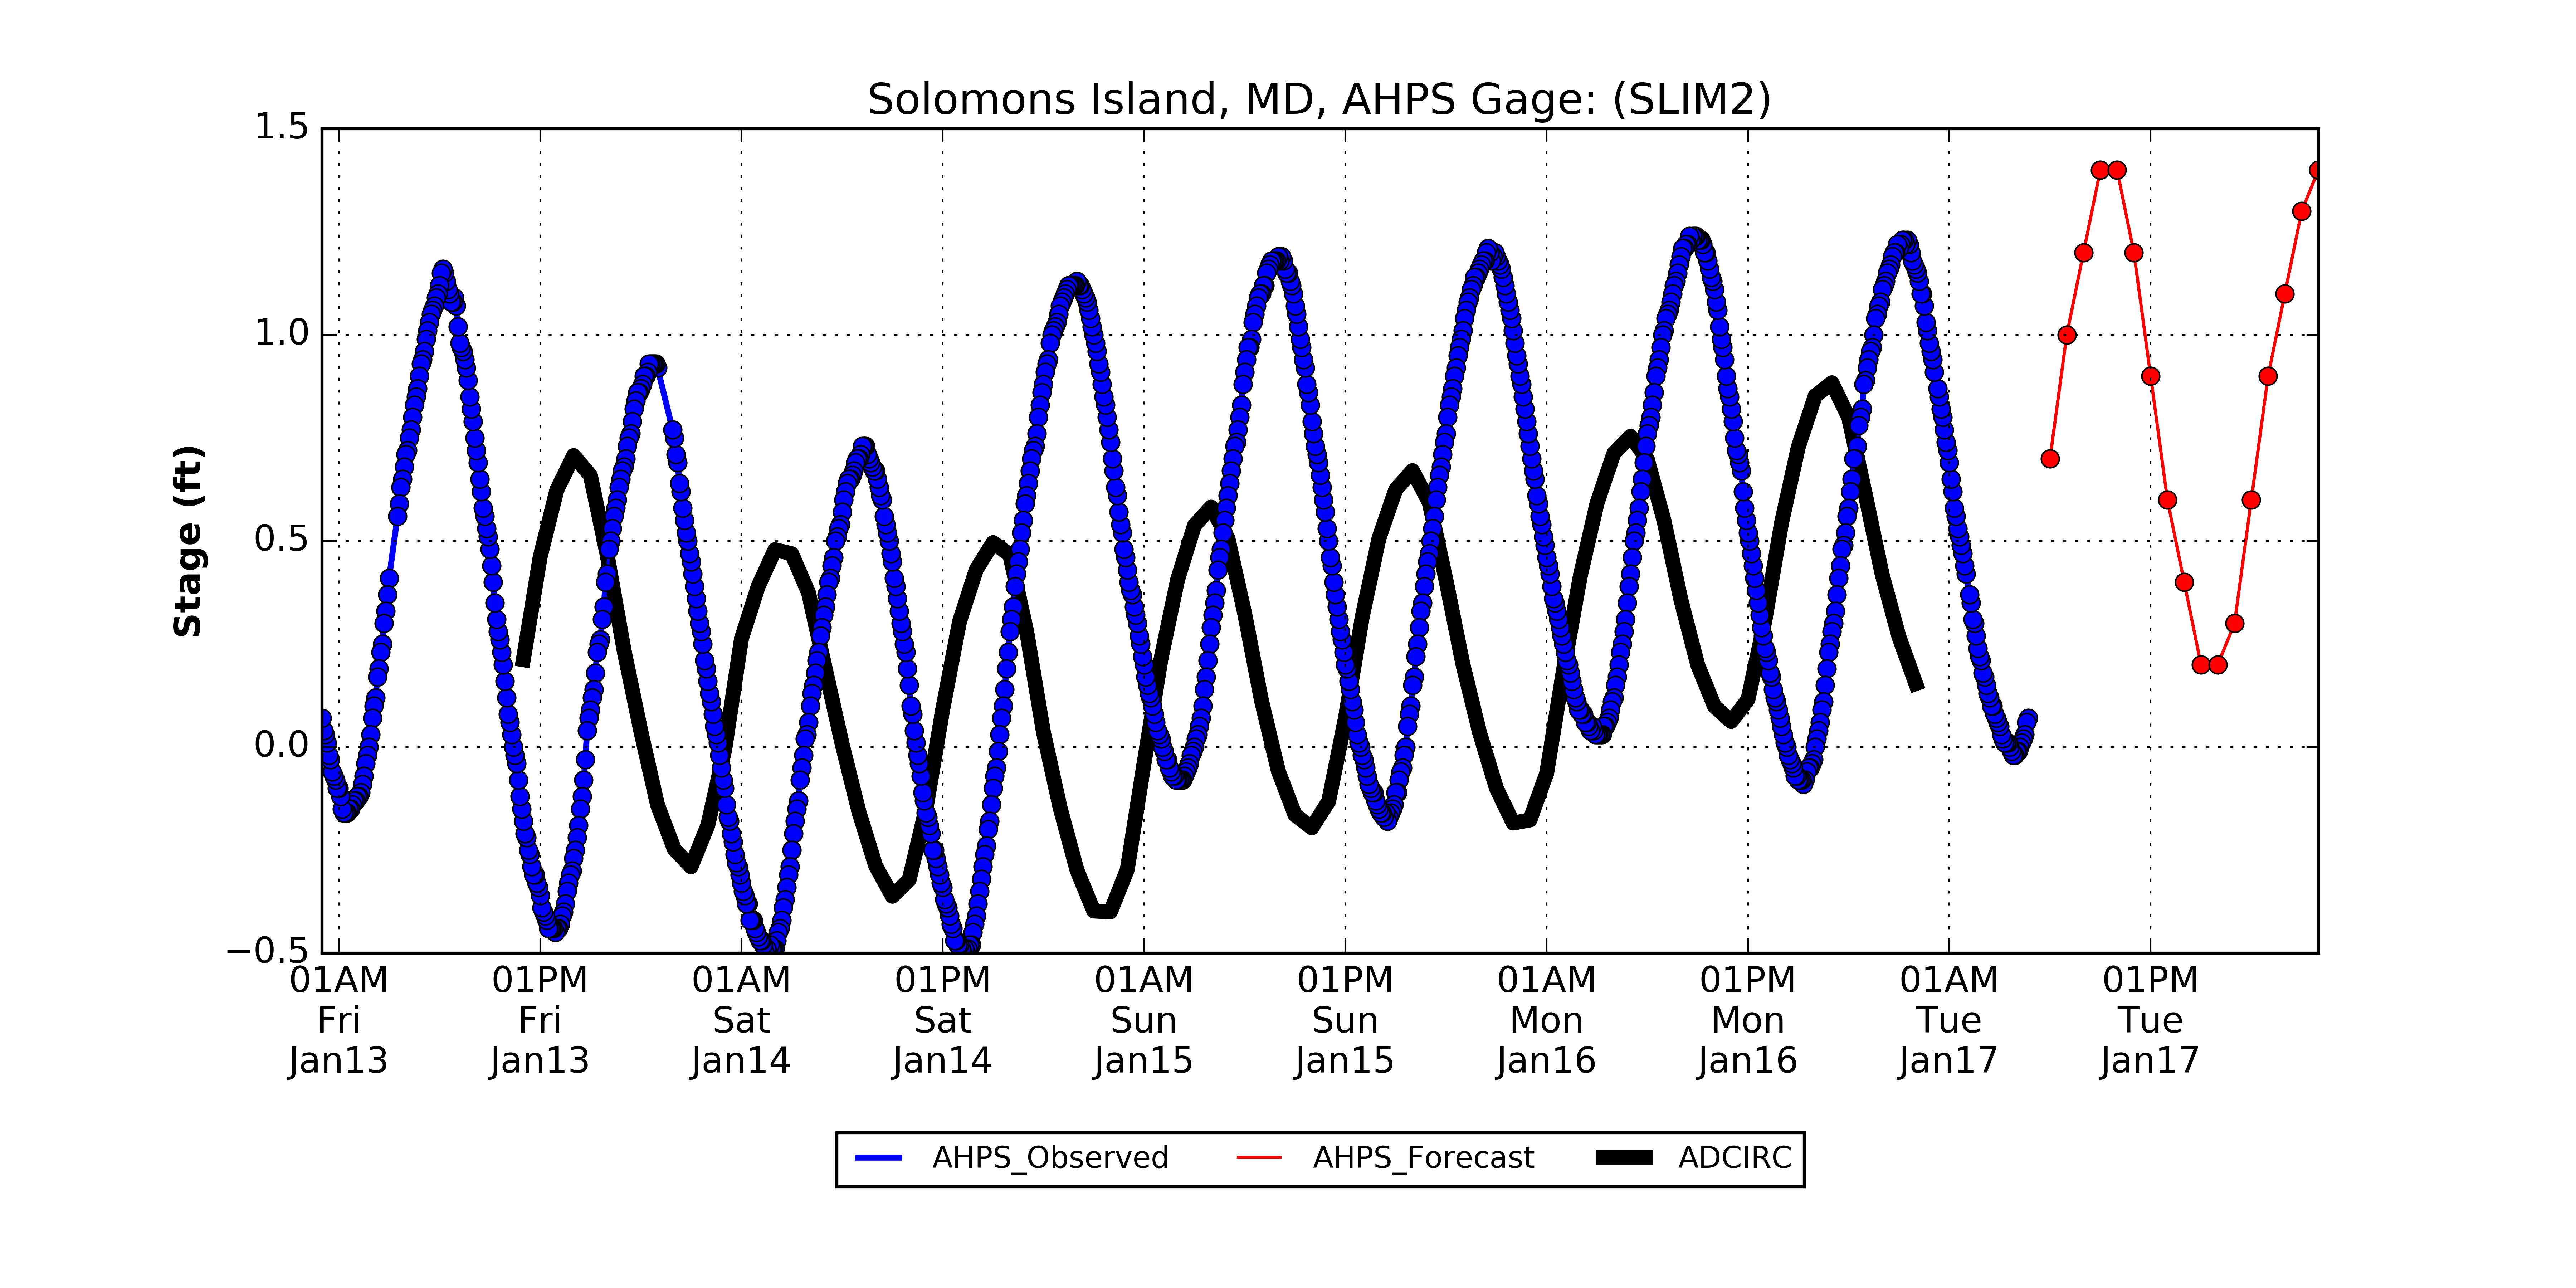 Solomons Island, MD, AHPS Gage: (SLIM2)
Stage (ft)
1.5
1.0
0.5
0.0
−0.5
01AM 01PM 01AM 01PM 01AM 01PM 01AM 01PM 01AM 01PM
Fri Fri Sat Sat Sun Sun Mon Mon Tue Tue
Jan13 Jan13 Jan14 Jan14 Jan15 Jan15 Jan16 Jan16 Jan17 Jan17
AHPS_Observed AHPS_Forecast ADCIRC